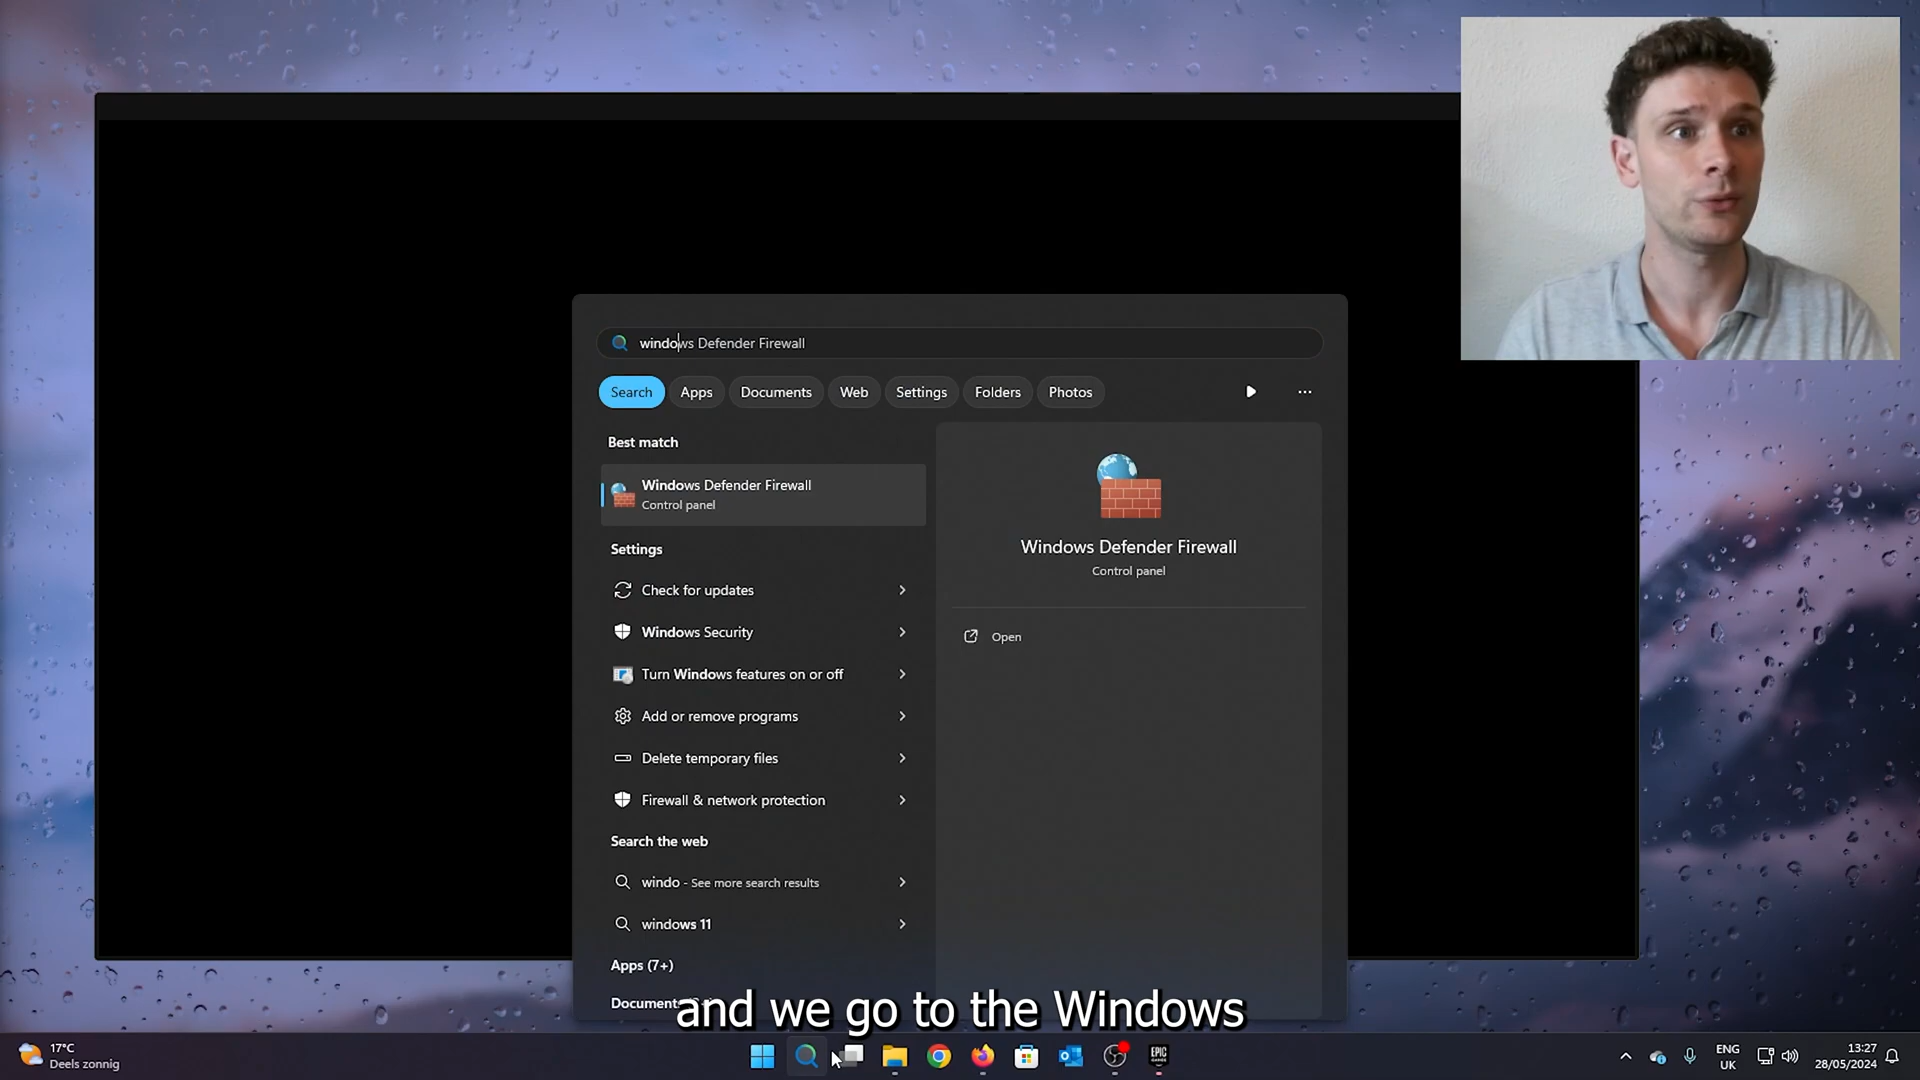 windows Defender Firewall
Search
Apps
Documents
Web
Settings
Folders
Photos
Best match
Windows Defender Firewall
Control panel
Settings
Check for updates
Windows Security
Turn Windows features on or off
Add or remove programs
Delete temporary files
Firewall & network protection
Search the web
windo - See more search results
windows 11
Apps (7+)
Documents
Windows Defender Firewall
Control panel
Open
and we go to the Windows
17°C
Deels zonnig
EPIC
GAMES
ENG
UK
13:27
28/05/2024